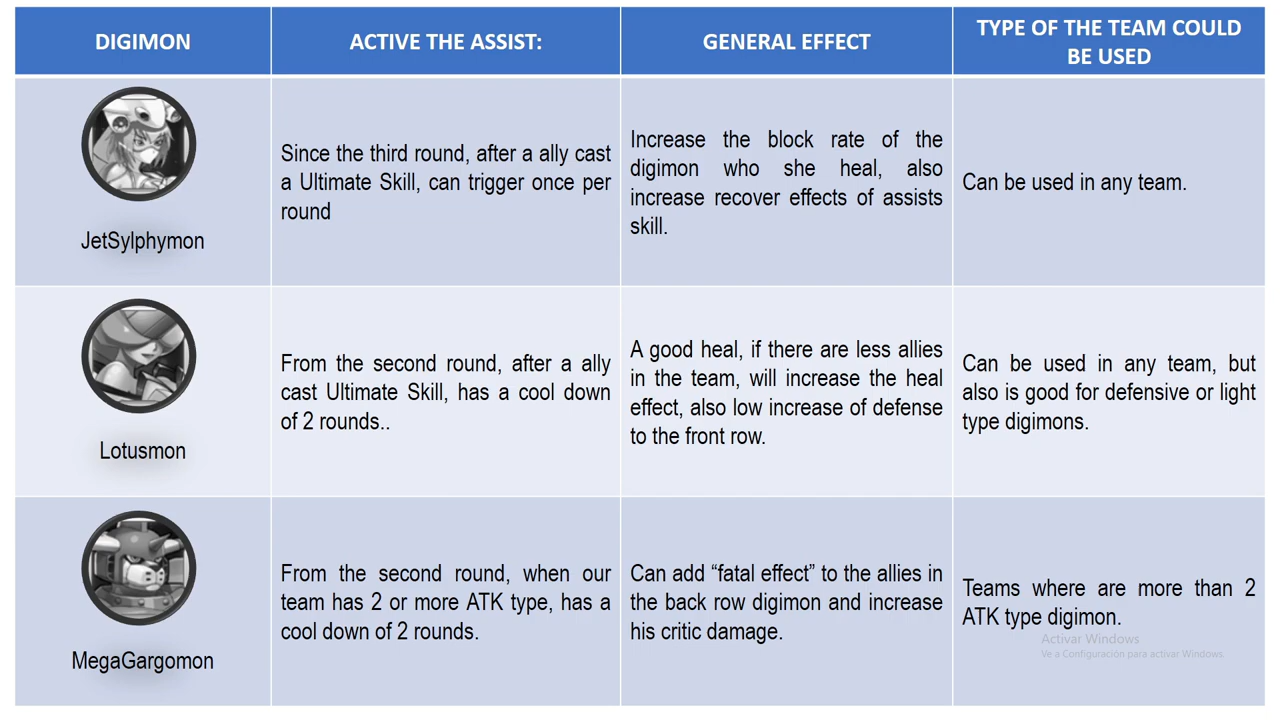 DIGIMON
ACTIVE THE ASSIST:
GENERAL EFFECT
TYPE OF THE TEAM COULD
BE USED
JetSylphymon
Since the third round, after a ally cast
a Ultimate Skill, can trigger once per
round
Increase the block rate of the
digimon who she heal, also
increase recover effects of assists
skill.
Can be used in any team.
Lotusmon
From the second round, after a ally
cast Ultimate Skill, has a cool down
of 2 rounds..
A good heal, if there are less allies
in the team, will increase the heal
effect, also low increase of defense
to the front row.
Can be used in any team, but
also is good for defensive or light
type digimons.
MegaGargomon
From the second round, when our
team has 2 or more ATK type, has a
cool down of 2 rounds.
Can add “fatal effect” to the allies in
the back row digimon and increase
his critic damage.
Teams where are more than 2
ATK type digimon.
Activar Windows
Ve a Configuración para activar Windows.